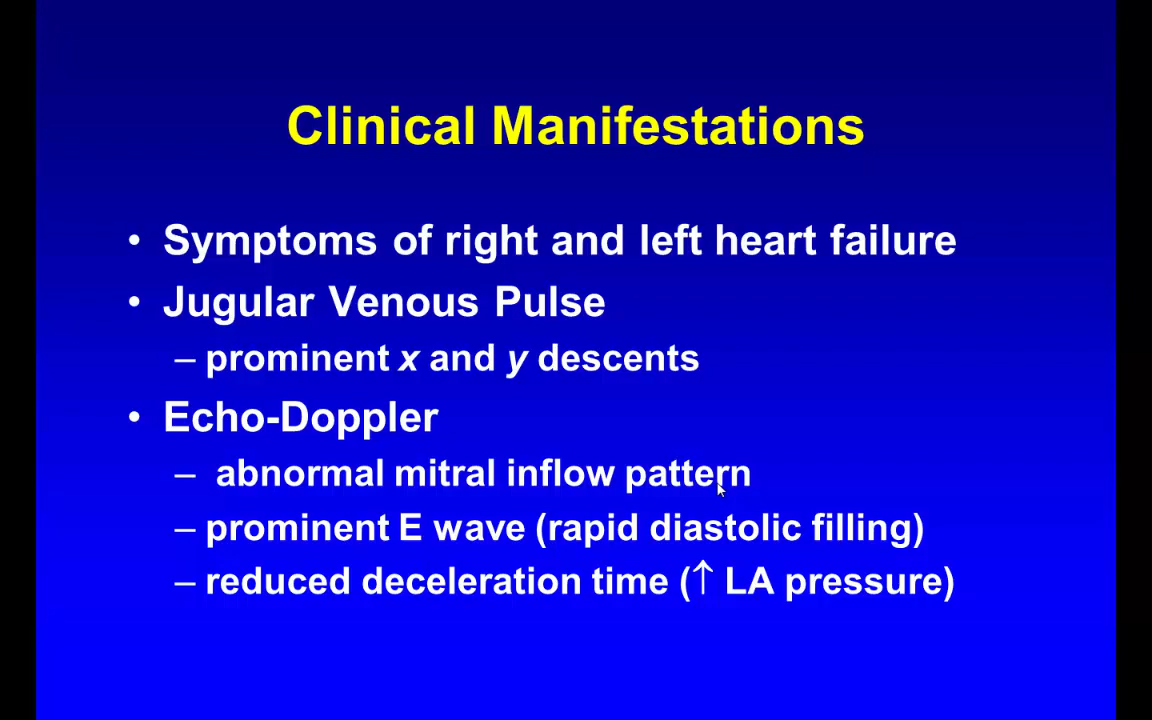 Clinical Manifestations
• Symptoms of right and left heart failure
• Jugular Venous Pulse
– prominent x and y descents
• Echo-Doppler
– abnormal mitral inflow pattern
– prominent E wave (rapid diastolic filling)
– reduced deceleration time (↑ LA pressure)